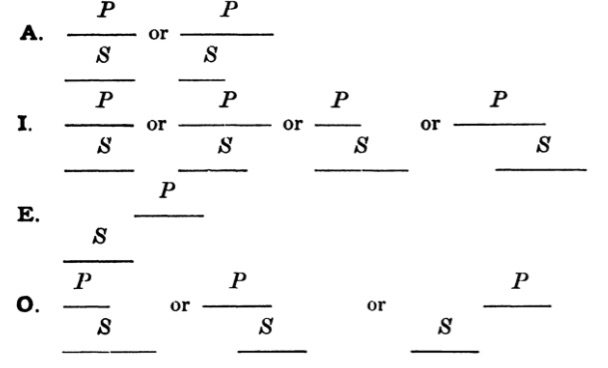 P P
A. or
S S
P P P P
I. or or or
S S S S
P
E.
S
P P P
O. or or
S S S